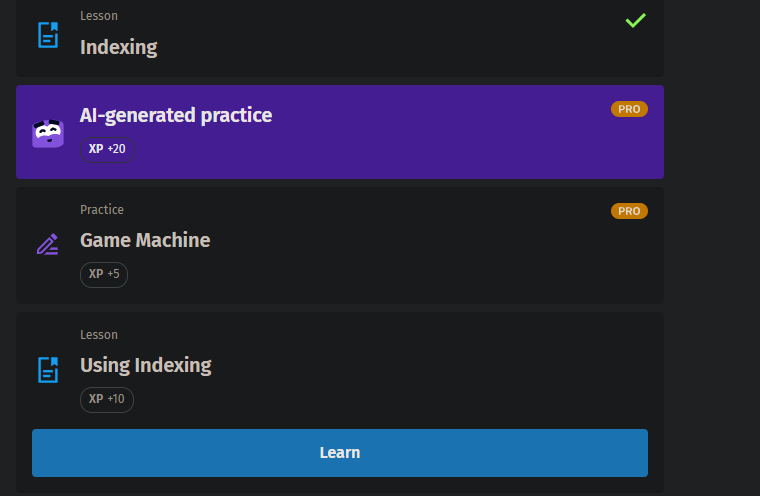 Lesson
Indexing
AI-generated practice
PRO
XP +20
Practice
PRO
Game Machine
XP +5
Lesson
Using Indexing
XP +10
Learn